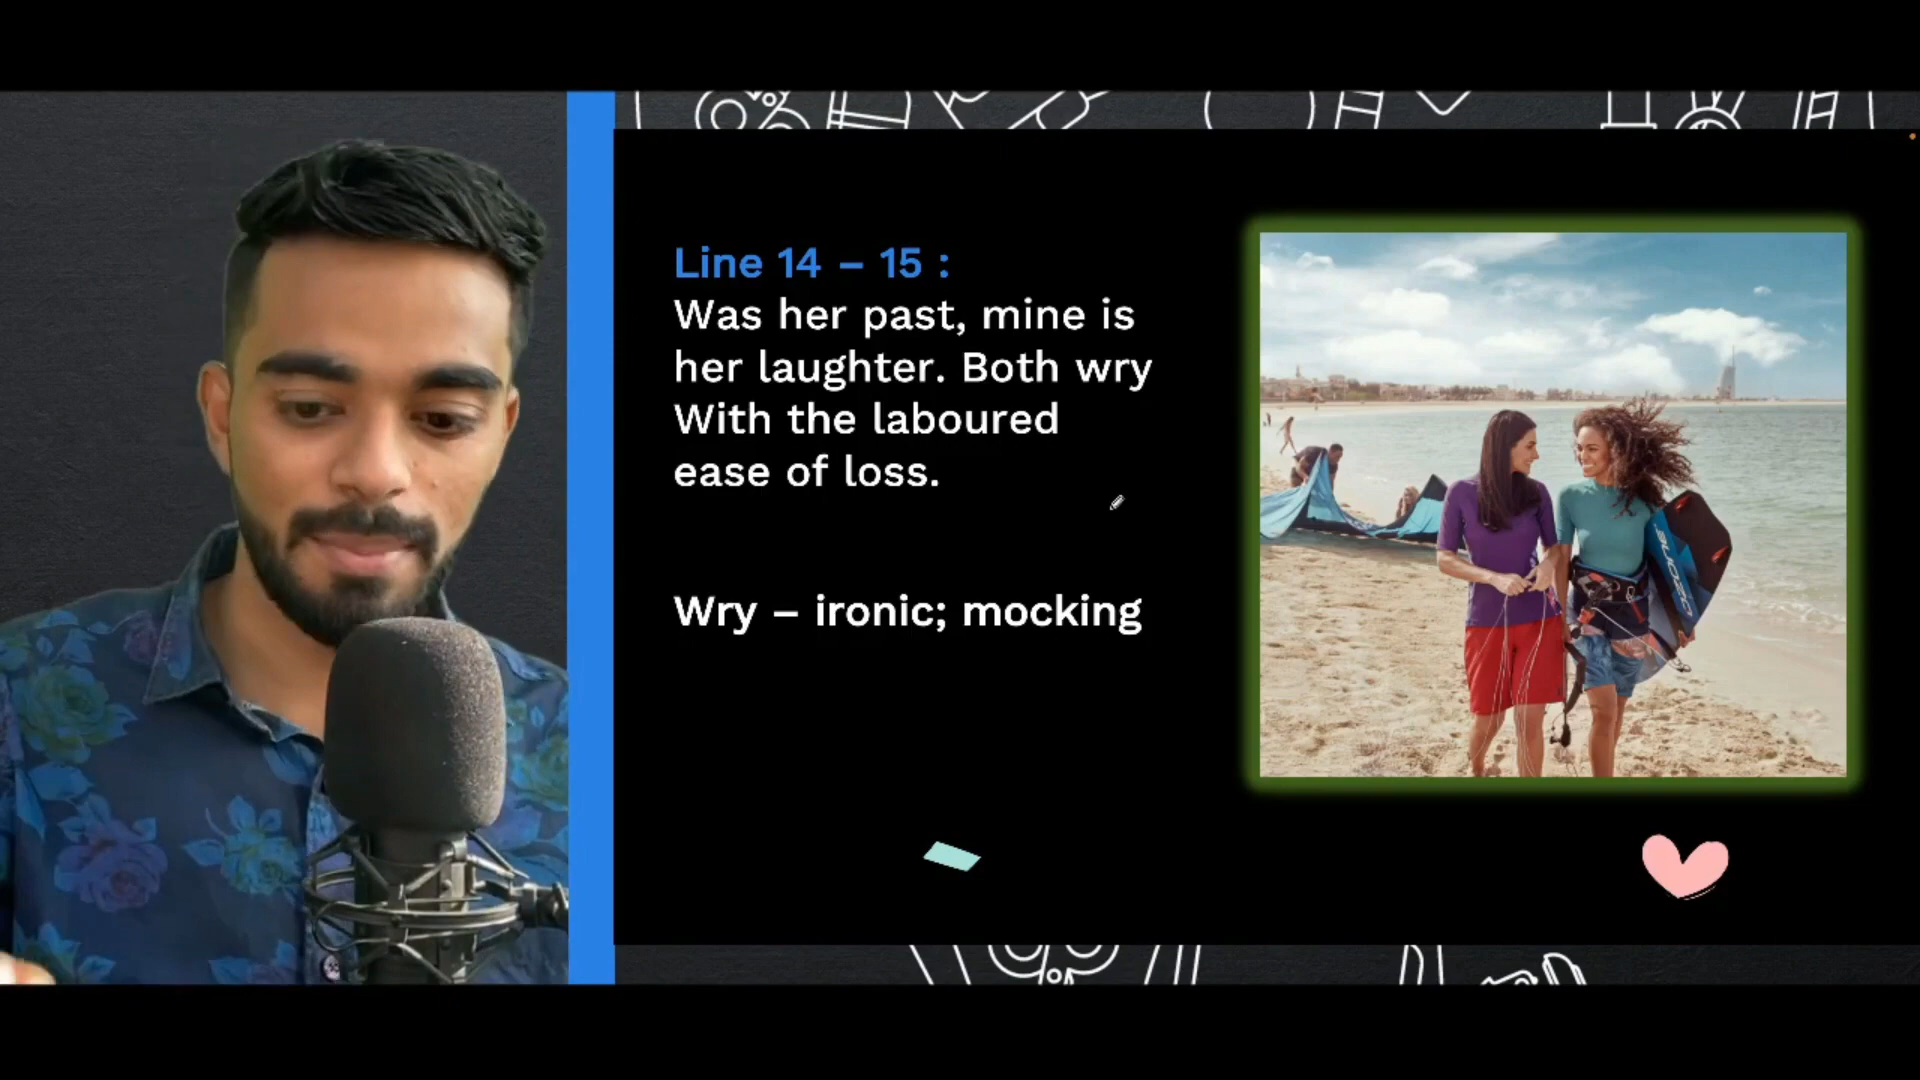 Line 14 – 15 :
Was her past, mine is
her laughter. Both wry
With the laboured
ease of loss.
Wry – ironic; mocking
OZONE